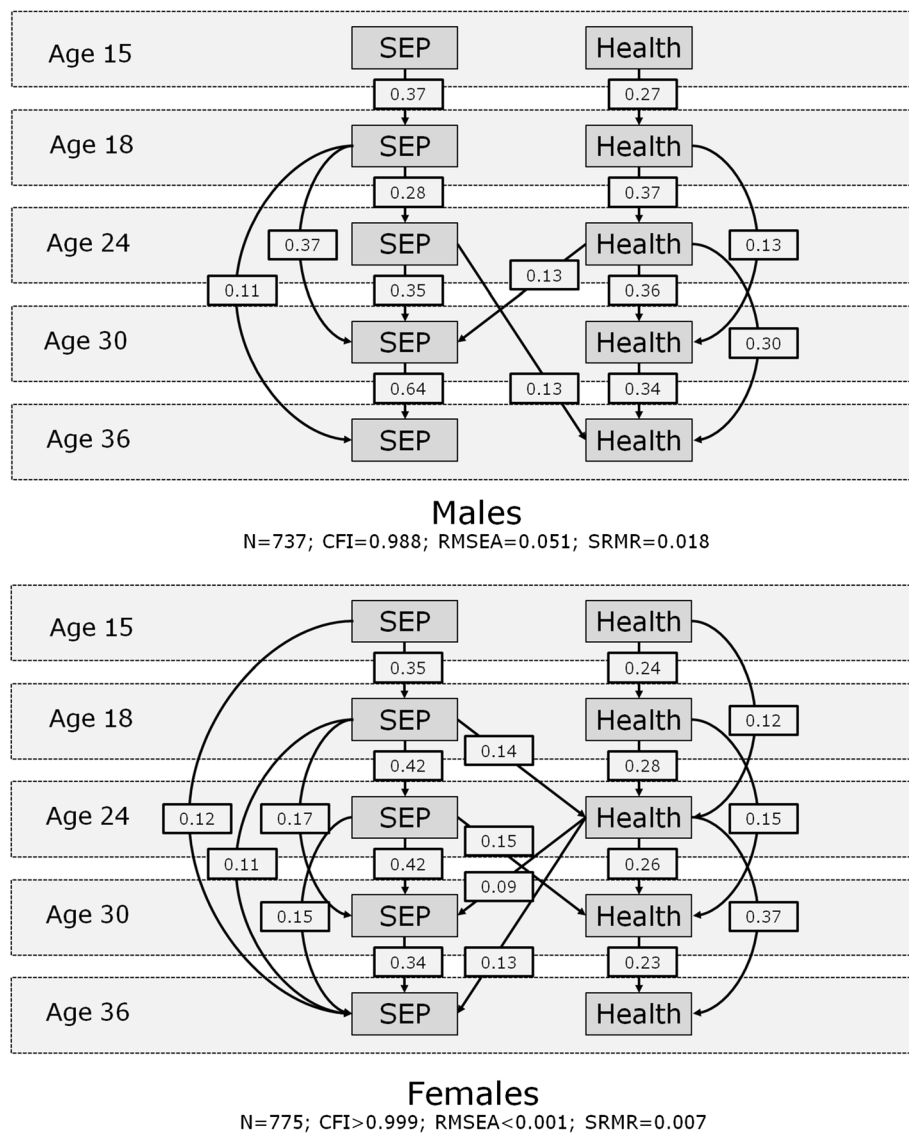 Age 15 SEP Health
0.37 0.27
Age 18 SEP Health
0.28 0.37
Age 24 SEP Health
0.37 0.13 0.13
0.11 0.35 0.36
Age 30 SEP Health 0.30
0.64 0.13 0.34
Age 36 SEP Health
Males
N=737; CFI=0.988; RMSEA=0.051; SRMR=0.018
Age 15 SEP Health
0.35 0.24
Age 18 SEP Health 0.12
0.14
0.42 0.28
Age 24 0.12 0.17 SEP Health 0.15
0.15
0.11 0.42 0.26
0.09
Age 30 0.15 SEP Health 0.37
0.34 0.13 0.23
Age 36 SEP Health
Females
N=775; CFI>0.999; RMSEA<0.001; SRMR=0.007